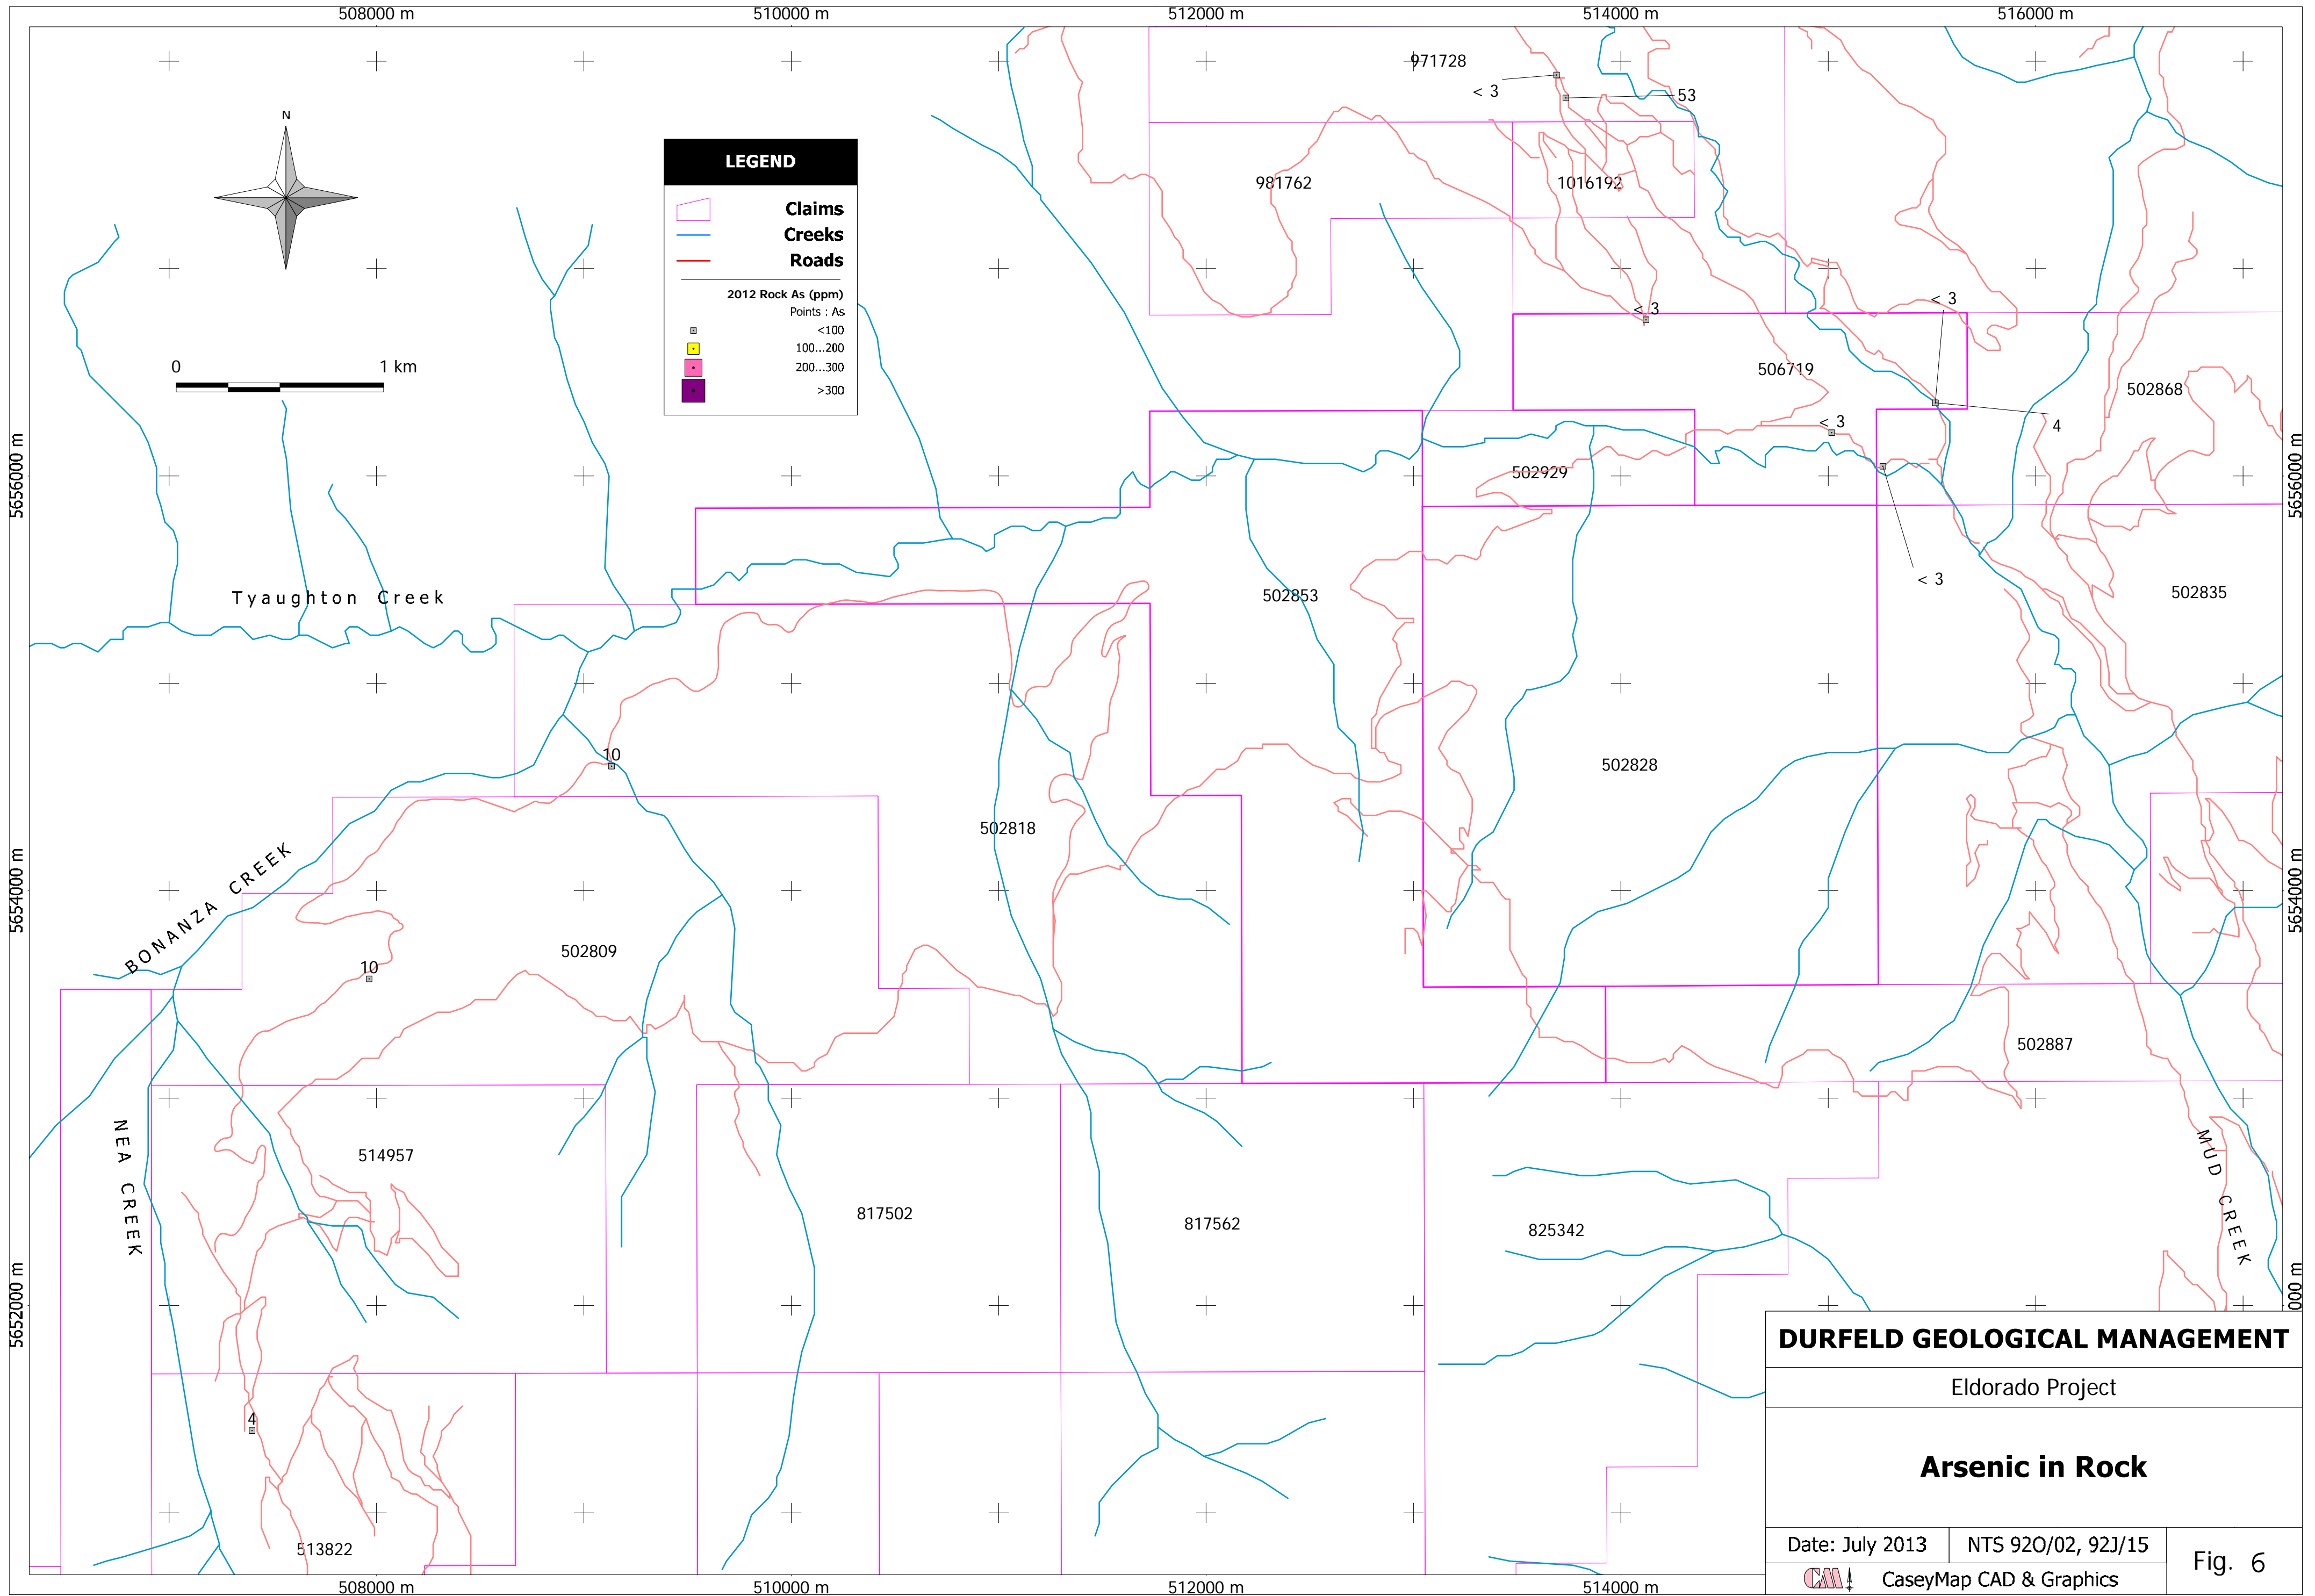 508000 m 510000 m 512000 m 514000 m 516000 m
971728
< 3
53
N
LEGEND
Claims
Creeks
Roads
2012 Rock As (ppm)
Points : As
<100
100...200
200...300
>300
981762
1016192
0 1 km
< 3
< 3
506719
502868
< 3
4
5656000 m
5656000 m
502929
< 3
Tyaughton Creek
502853
502835
10
502828
502818
BONANZA CREEK
5654000 m
5654000 m
502809
10
502887
NEA CREEK
514957
MUD CREEK
817502
817562
825342
5652000 m
000 m
4
513822
DURFELD GEOLOGICAL MANAGEMENT
Eldorado Project
Arsenic in Rock
Date: July 2013
NTS 92O/02, 92J/15
Fig. 6
CM
CaseyMap CAD & Graphics
508000 m 510000 m 512000 m 514000 m